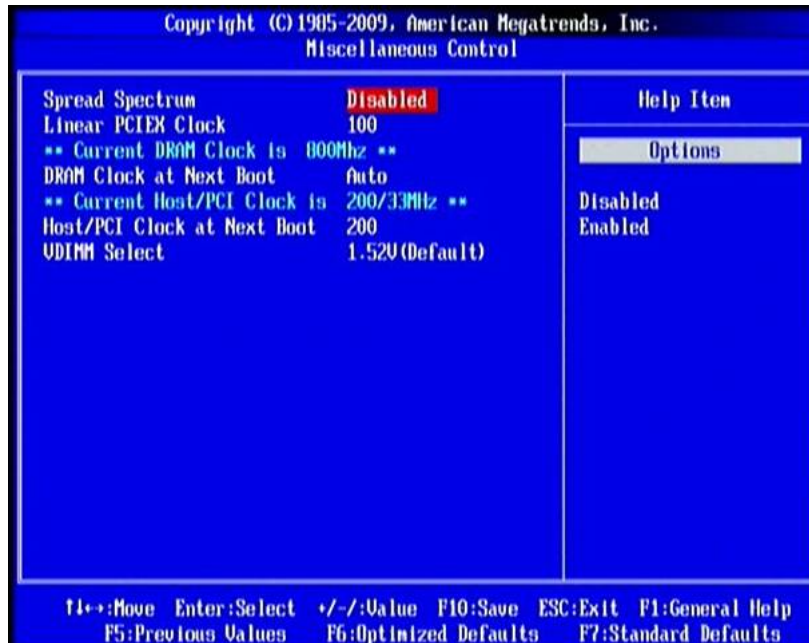 Copyright (C)1985-2009, American Megatrends, Inc.
Miscellaneous Control
Spread Spectrum Disabled
Linear PCIEX Clock 100
** Current DRAM Clock is 800Mhz **
DRAM Clock at Next Boot Auto
** Current Host/PCI Clock is 200/33MHz **
Host/PCI Clock at Next Boot 200
VDIMM Select 1.52V(Default)
Help Item
Options
Disabled
Enabled
↑↓←→:Move Enter:Select +/-/:Value F10:Save ESC:Exit F1:General Help
F5:Previous Values F6:Optimized Defaults F7:Standard Defaults